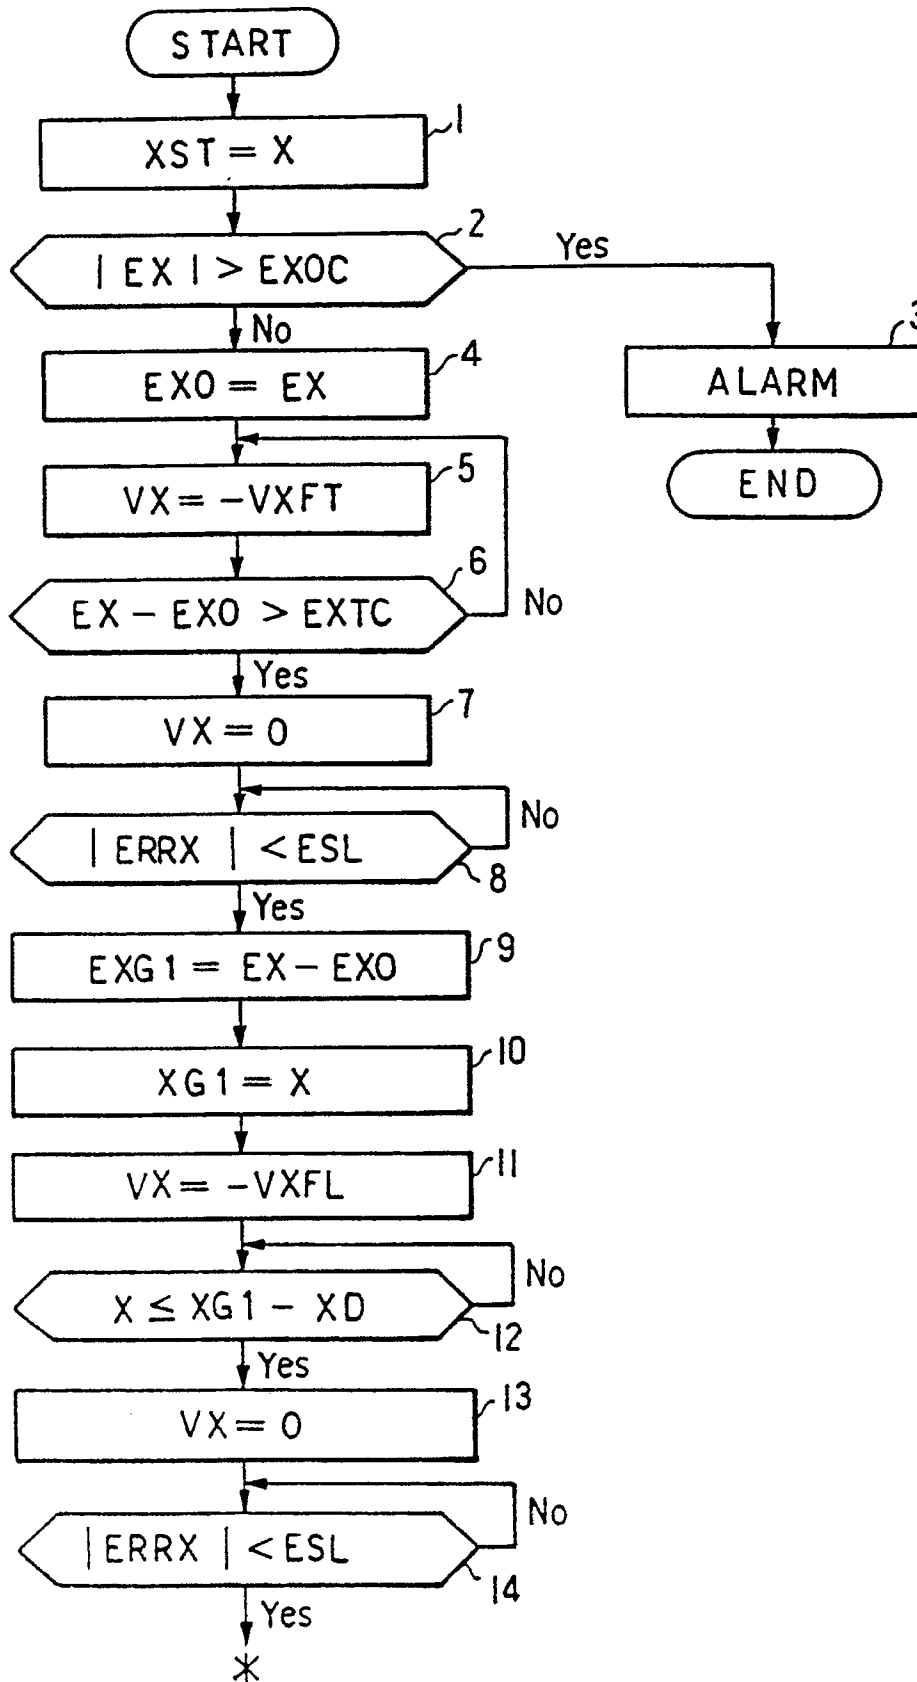 START
1
XST = X
2
| EX | > EXOC
Yes
3
ALARM
END
No
4
EXO = EX
5
VX = -VXFT
6
EX - EXO > EXTC
No
Yes
7
VX = 0
No
| ERRX | < ESL
8
Yes
9
EXG1 = EX - EXO
10
XG1 = X
11
VX = -VXFL
No
X ≤ XG1 - XD
12
Yes
13
VX = 0
No
| ERRX | < ESL
14
Yes
*